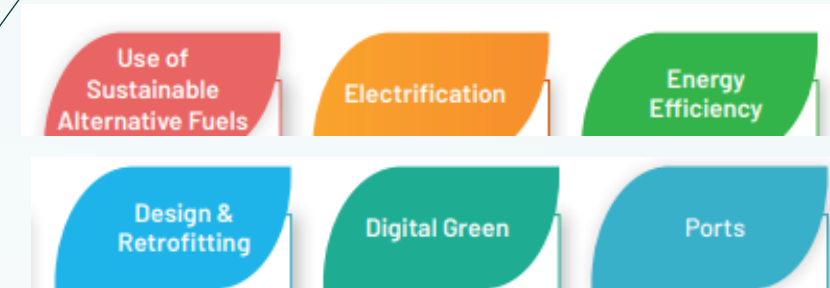 Use of
Sustainable
Alternative Fuels
Electrification
Energy
Efficiency
Design &
Retrofitting
Digital Green
Ports